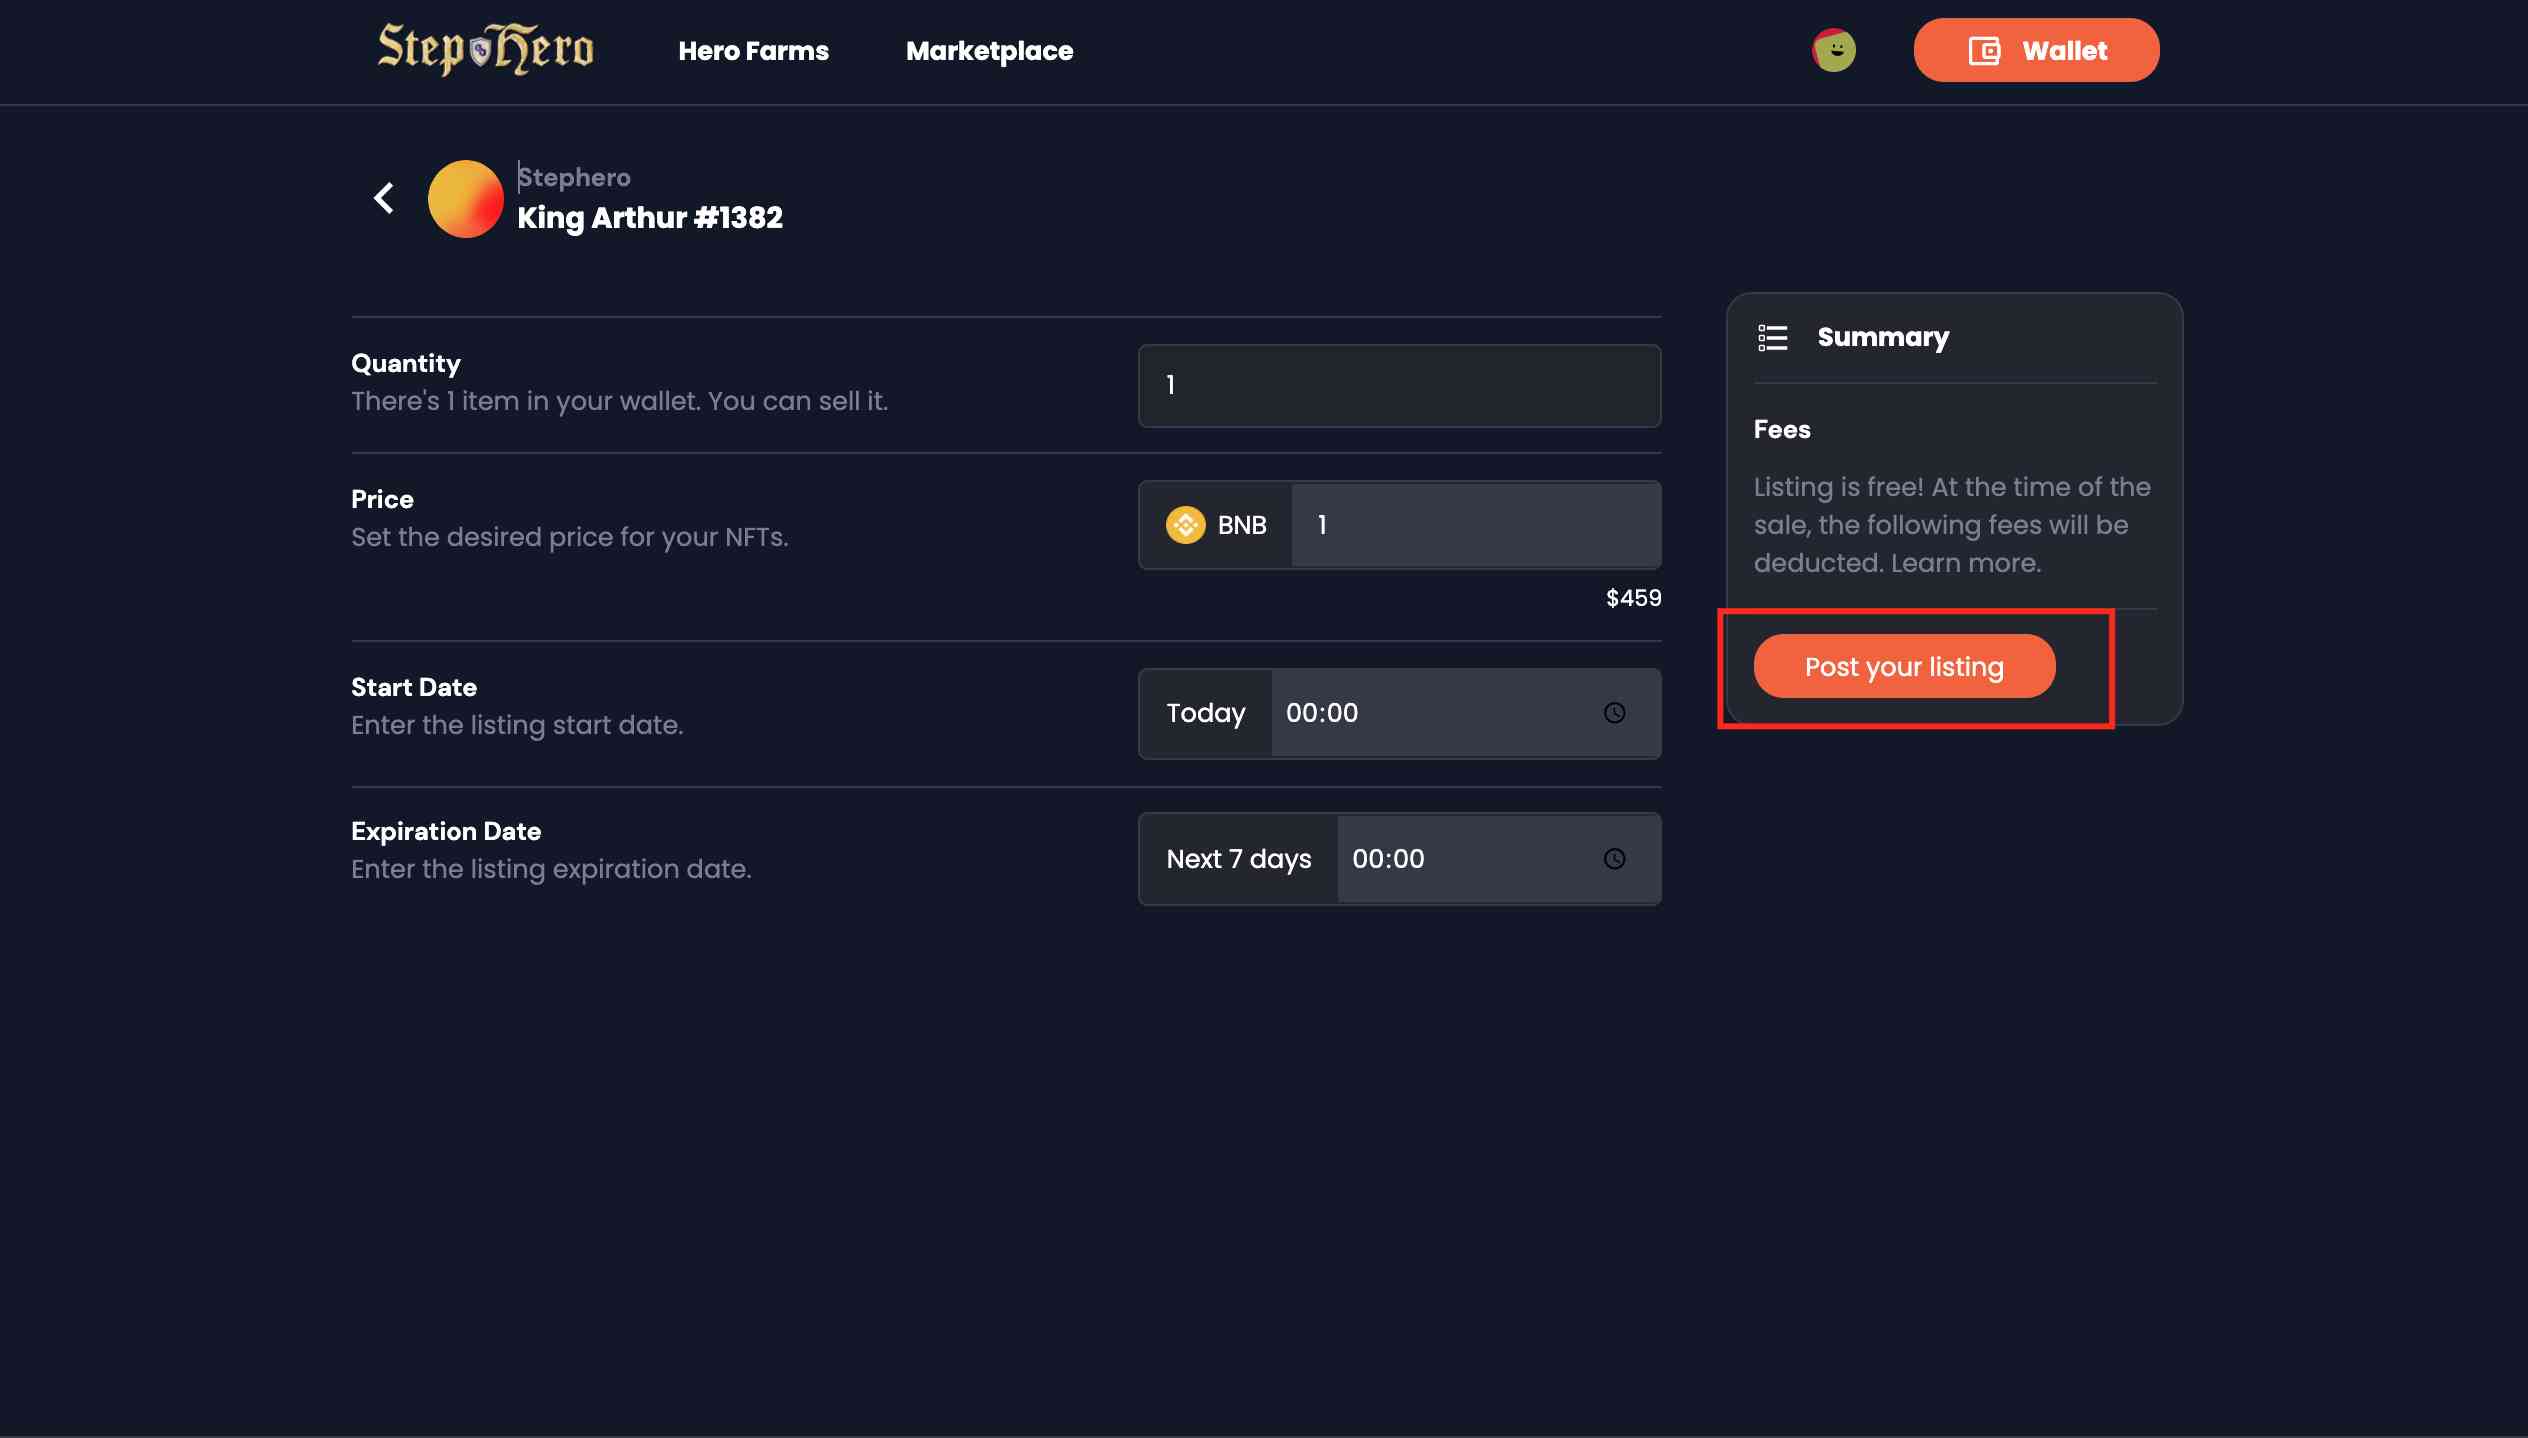 Step Hero
Hero Farms
Marketplace
Wallet
Stephero
King Arthur #1382
Quantity
There's 1 item in your wallet. You can sell it.
1
Price
Set the desired price for your NFTs.
BNB
1
$459
Start Date
Enter the listing start date.
Today
00:00
Expiration Date
Enter the listing expiration date.
Next 7 days
00:00
Summary
Fees
Listing is free! At the time of the
sale, the following fees will be
deducted. Learn more.
Post your listing